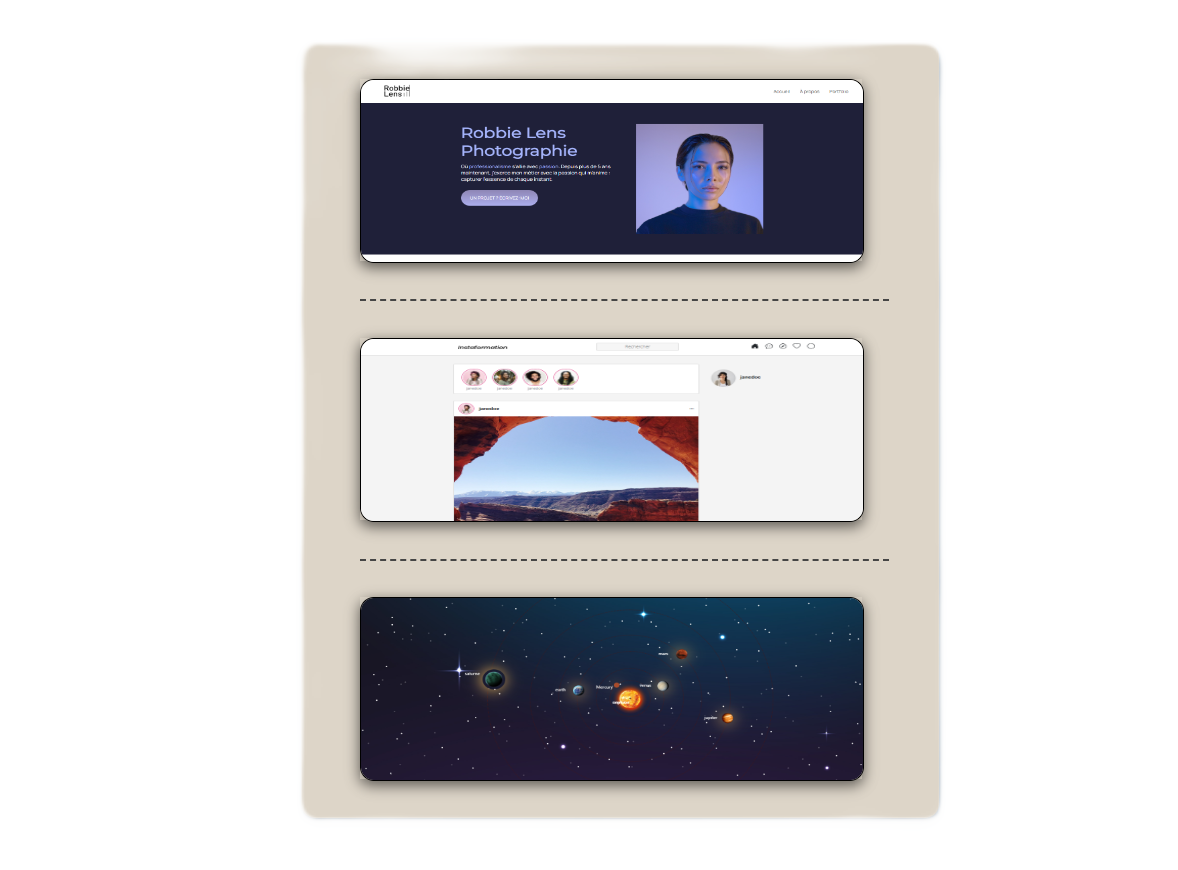 Robbie
Lens
Accueil À propos Portfolio
Robbie Lens
Photographie
Où professionalisme s'allie avec passion. Depuis plus de 5 ans
maintenant, j'exerce mon métier avec la passion qui m'anime :
capturer l'essence de chaque instant.
UN PROJET ? ÉCRIVEZ MOI
instaformation
Rechercher
janedoe janedoe janedoe janedoe
janedoe
janedoe
mars
saturne
earth
Mercury
venus
jupiter